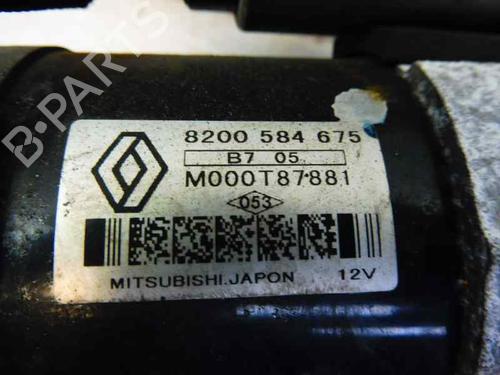 8200 584 675
B7 05
M000T87881
053
MITSUBISHI.JAPON 12V
B-Parts